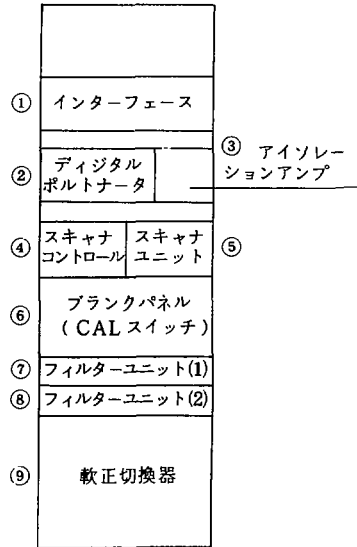 ① インターフェース
③ アイソレー
ションアンプ
② ディジタル
ボルトナータ
④ スキャナ
コントロール
スキャナ
ユニット ⑤
⑥ ブランクパネル
(CALスイッチ)
⑦ フィルターユニット(1)
⑧ フィルターユニット(2)
⑨ 軟正切換器